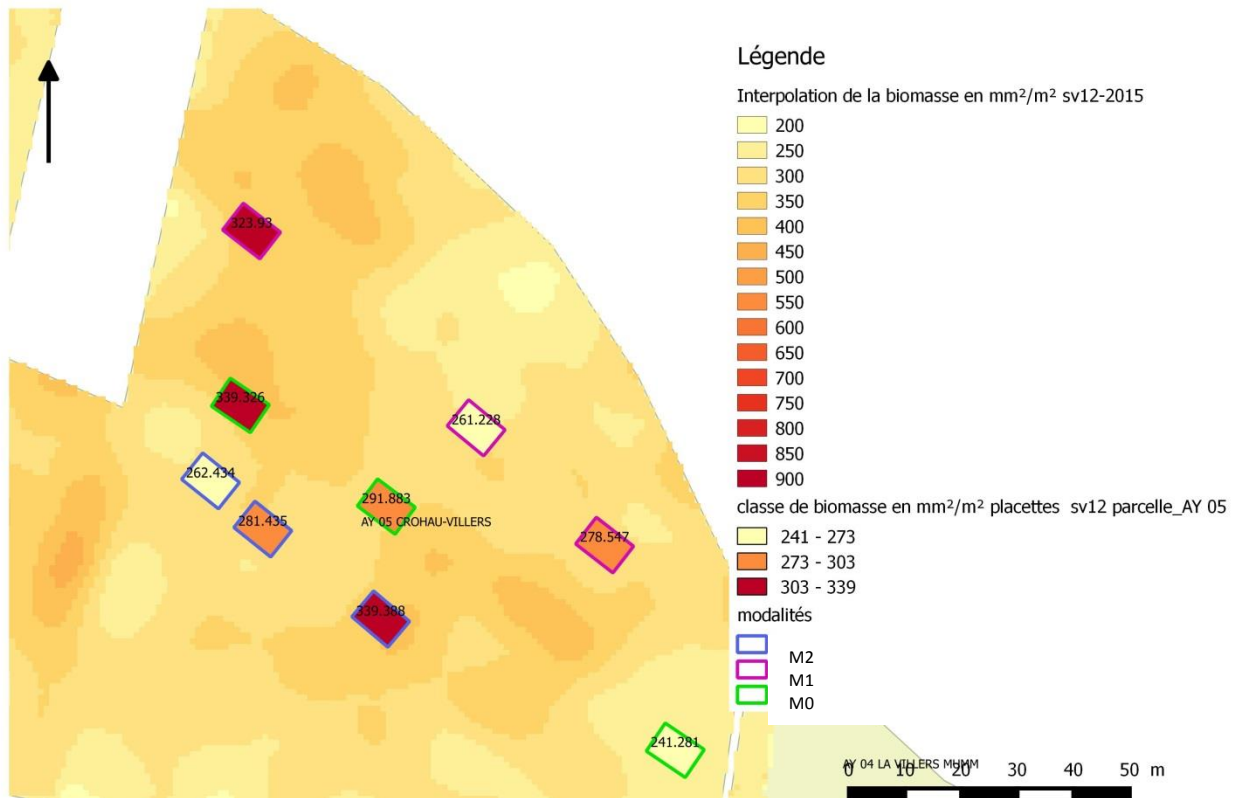 Légende
Interpolation de la biomasse en mm²/m² sv12-2015
200
250
300
350
400
450
500
550
600
650
700
750
800
850
900
classe de biomasse en mm²/m² placettes sv12 parcelle_AY 05
241 - 273
273 - 303
303 - 339
modalités
M2
M1
M0
323.93
339.326
261.228
262.434
291.883
281.435
AY 05 CROHAU-VILLERS
278.547
339.388
241.281
AY 04 LA VILLERS MUMM
0 10 20 30 40 50 m